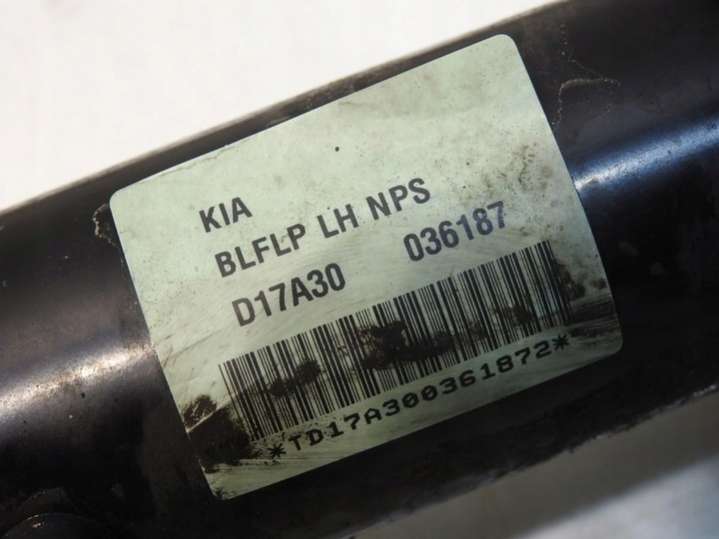 KIA
BLFLP LH NPS
D17A30 036187
*TD17A300361872*